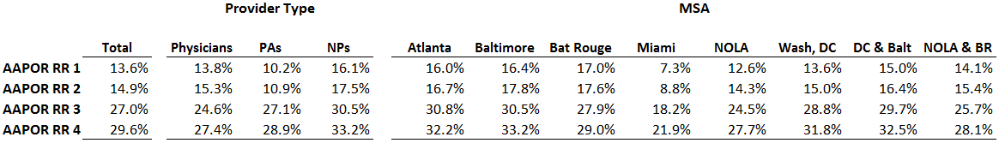 Provider Type MSA
Total Physicians PAs NPs Atlanta Baltimore Bat Rouge Miami NOLA Wash, DC DC & Balt NOLA & BR
AAPOR RR 1 13.6% 13.8% 10.2% 16.1% 16.0% 16.4% 17.0% 7.3% 12.6% 13.6% 15.0% 14.1%
AAPOR RR 2 14.9% 15.3% 10.9% 17.5% 16.7% 17.8% 17.6% 8.8% 14.3% 15.0% 16.4% 15.4%
AAPOR RR 3 27.0% 24.6% 27.1% 30.5% 30.8% 30.5% 27.9% 18.2% 24.5% 28.8% 29.7% 25.7%
AAPOR RR 4 29.6% 27.4% 28.9% 33.2% 32.2% 33.2% 29.0% 21.9% 27.7% 31.8% 32.5% 28.1%